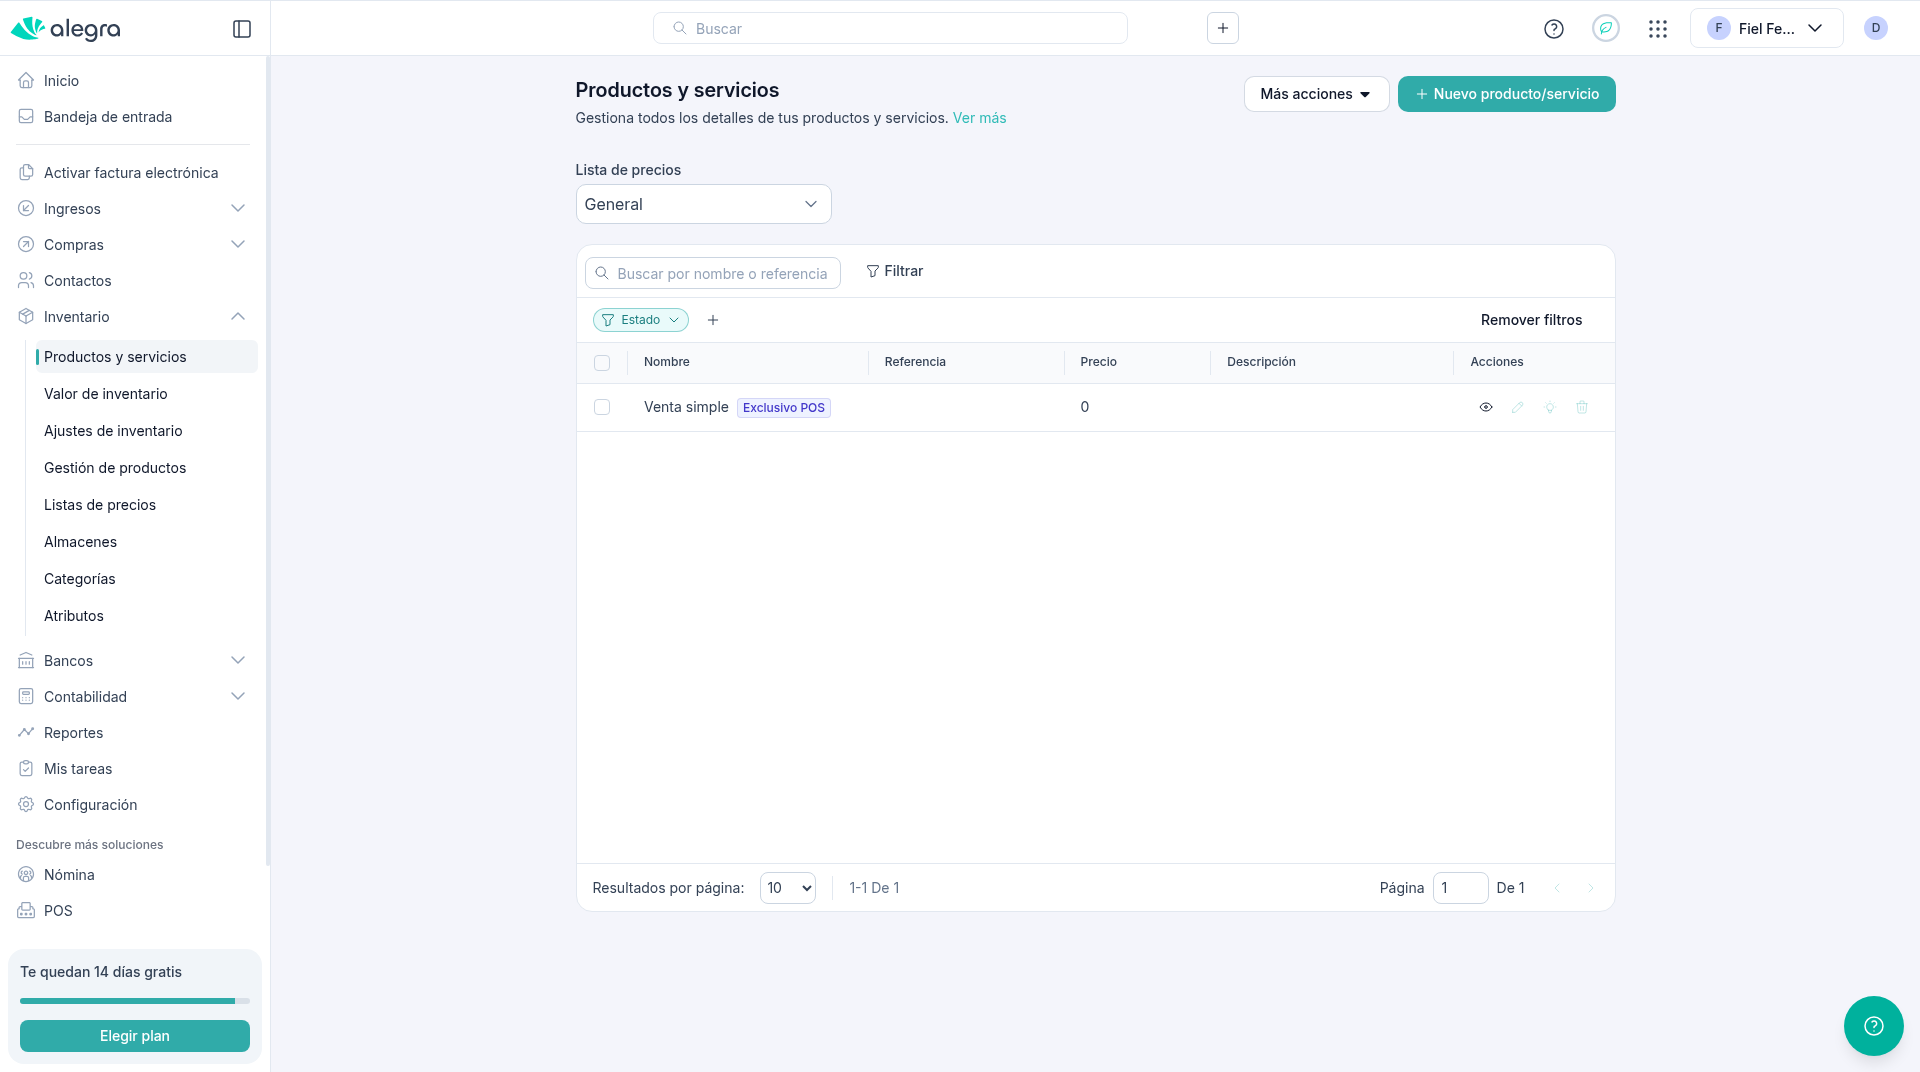 alegra
Buscar
F
Fiel Fe...
D
Inicio
Bandeja de entrada
Activar factura electrónica
Ingresos
Compras
Contactos
Inventario
Productos y servicios
Valor de inventario
Ajustes de inventario
Gestión de productos
Listas de precios
Almacenes
Categorías
Atributos
Bancos
Contabilidad
Reportes
Mis tareas
Configuración
Descubre más soluciones
Nómina
POS
Te quedan 14 días gratis
Elegir plan
Productos y servicios
Gestiona todos los detalles de tus productos y servicios. Ver más
Más acciones
+ Nuevo producto/servicio
Lista de precios
General
Buscar por nombre o referencia
Filtrar
Estado
Remover filtros
Nombre Referencia Precio Descripción Acciones
Venta simple Exclusivo POS 0
Resultados por página: 10 1-1 De 1 Página 1 De 1